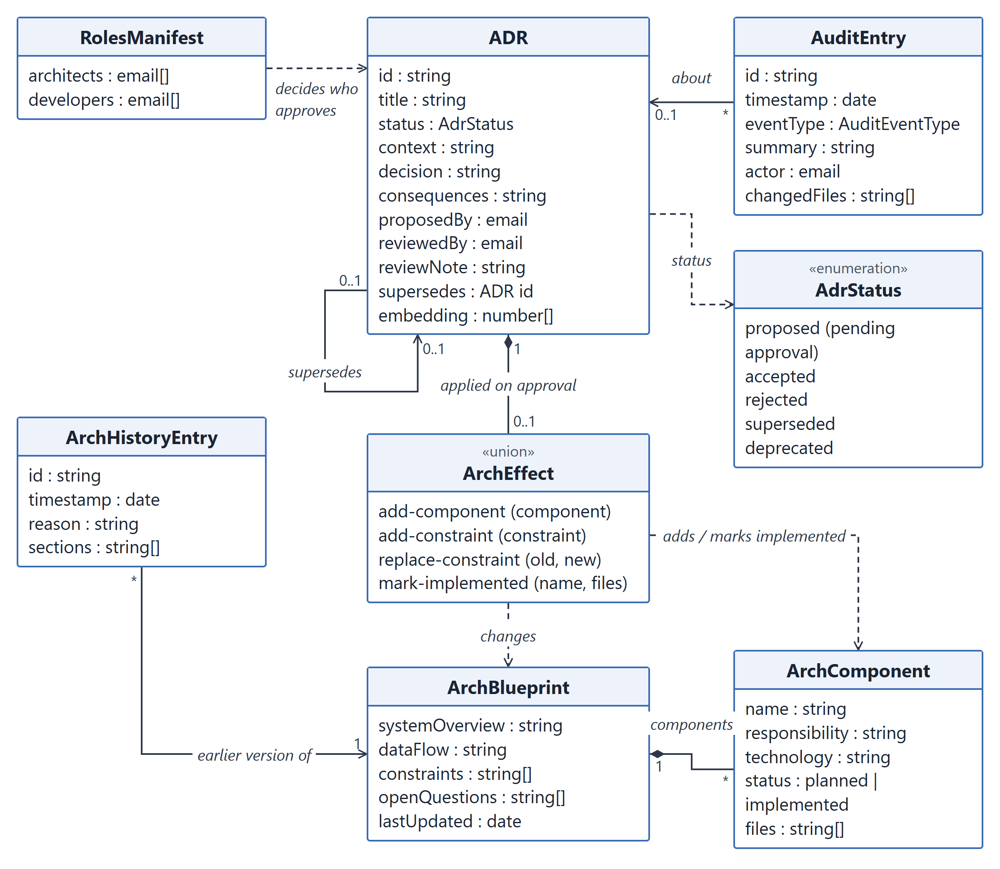 RolesManifest
architects : email[]
developers : email[]
decides who
approves
ADR
id : string
title : string
status : AdrStatus
context : string
decision : string
consequences : string
proposedBy : email
reviewedBy : email
reviewNote : string
supersedes : ADR id
embedding : number[]
about
0..1
*
AuditEntry
id : string
timestamp : date
eventType : AuditEventType
summary : string
actor : email
changedFiles : string[]
status
«enumeration»
AdrStatus
proposed (pending
approval)
accepted
rejected
superseded
deprecated
0..1
supersedes
0..1
1
applied on approval
0..1
ArchHistoryEntry
id : string
timestamp : date
reason : string
sections : string[]
«union»
ArchEffect
add-component (component)
add-constraint (constraint)
replace-constraint (old, new)
mark-implemented (name, files)
adds / marks implemented
*
earlier version of
1
changes
ArchBlueprint
systemOverview : string
dataFlow : string
constraints : string[]
openQuestions : string[]
lastUpdated : date
components
1
*
ArchComponent
name : string
responsibility : string
technology : string
status : planned |
implemented
files : string[]